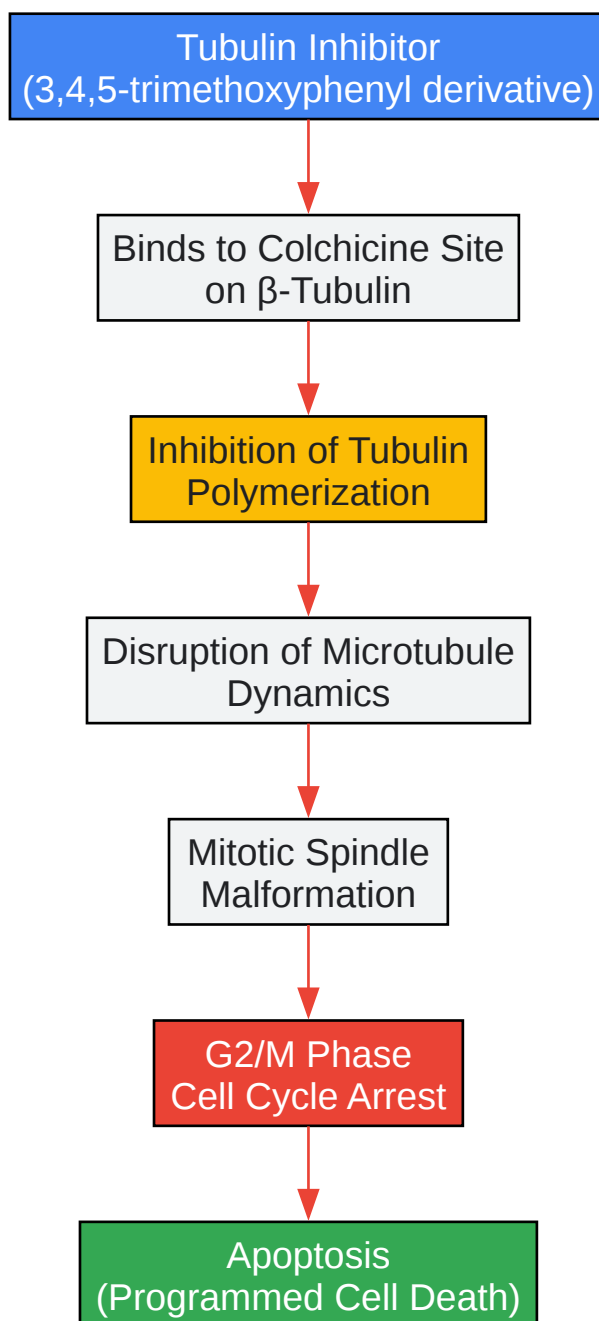 Tubulin Inhibitor
(3,4,5-trimethoxyphenyl derivative)
Binds to Colchicine Site
on β-Tubulin
Inhibition of Tubulin
Polymerization
Disruption of Microtubule
Dynamics
Mitotic Spindle
Malformation
G2/M Phase
Cell Cycle Arrest
Apoptosis
(Programmed Cell Death)